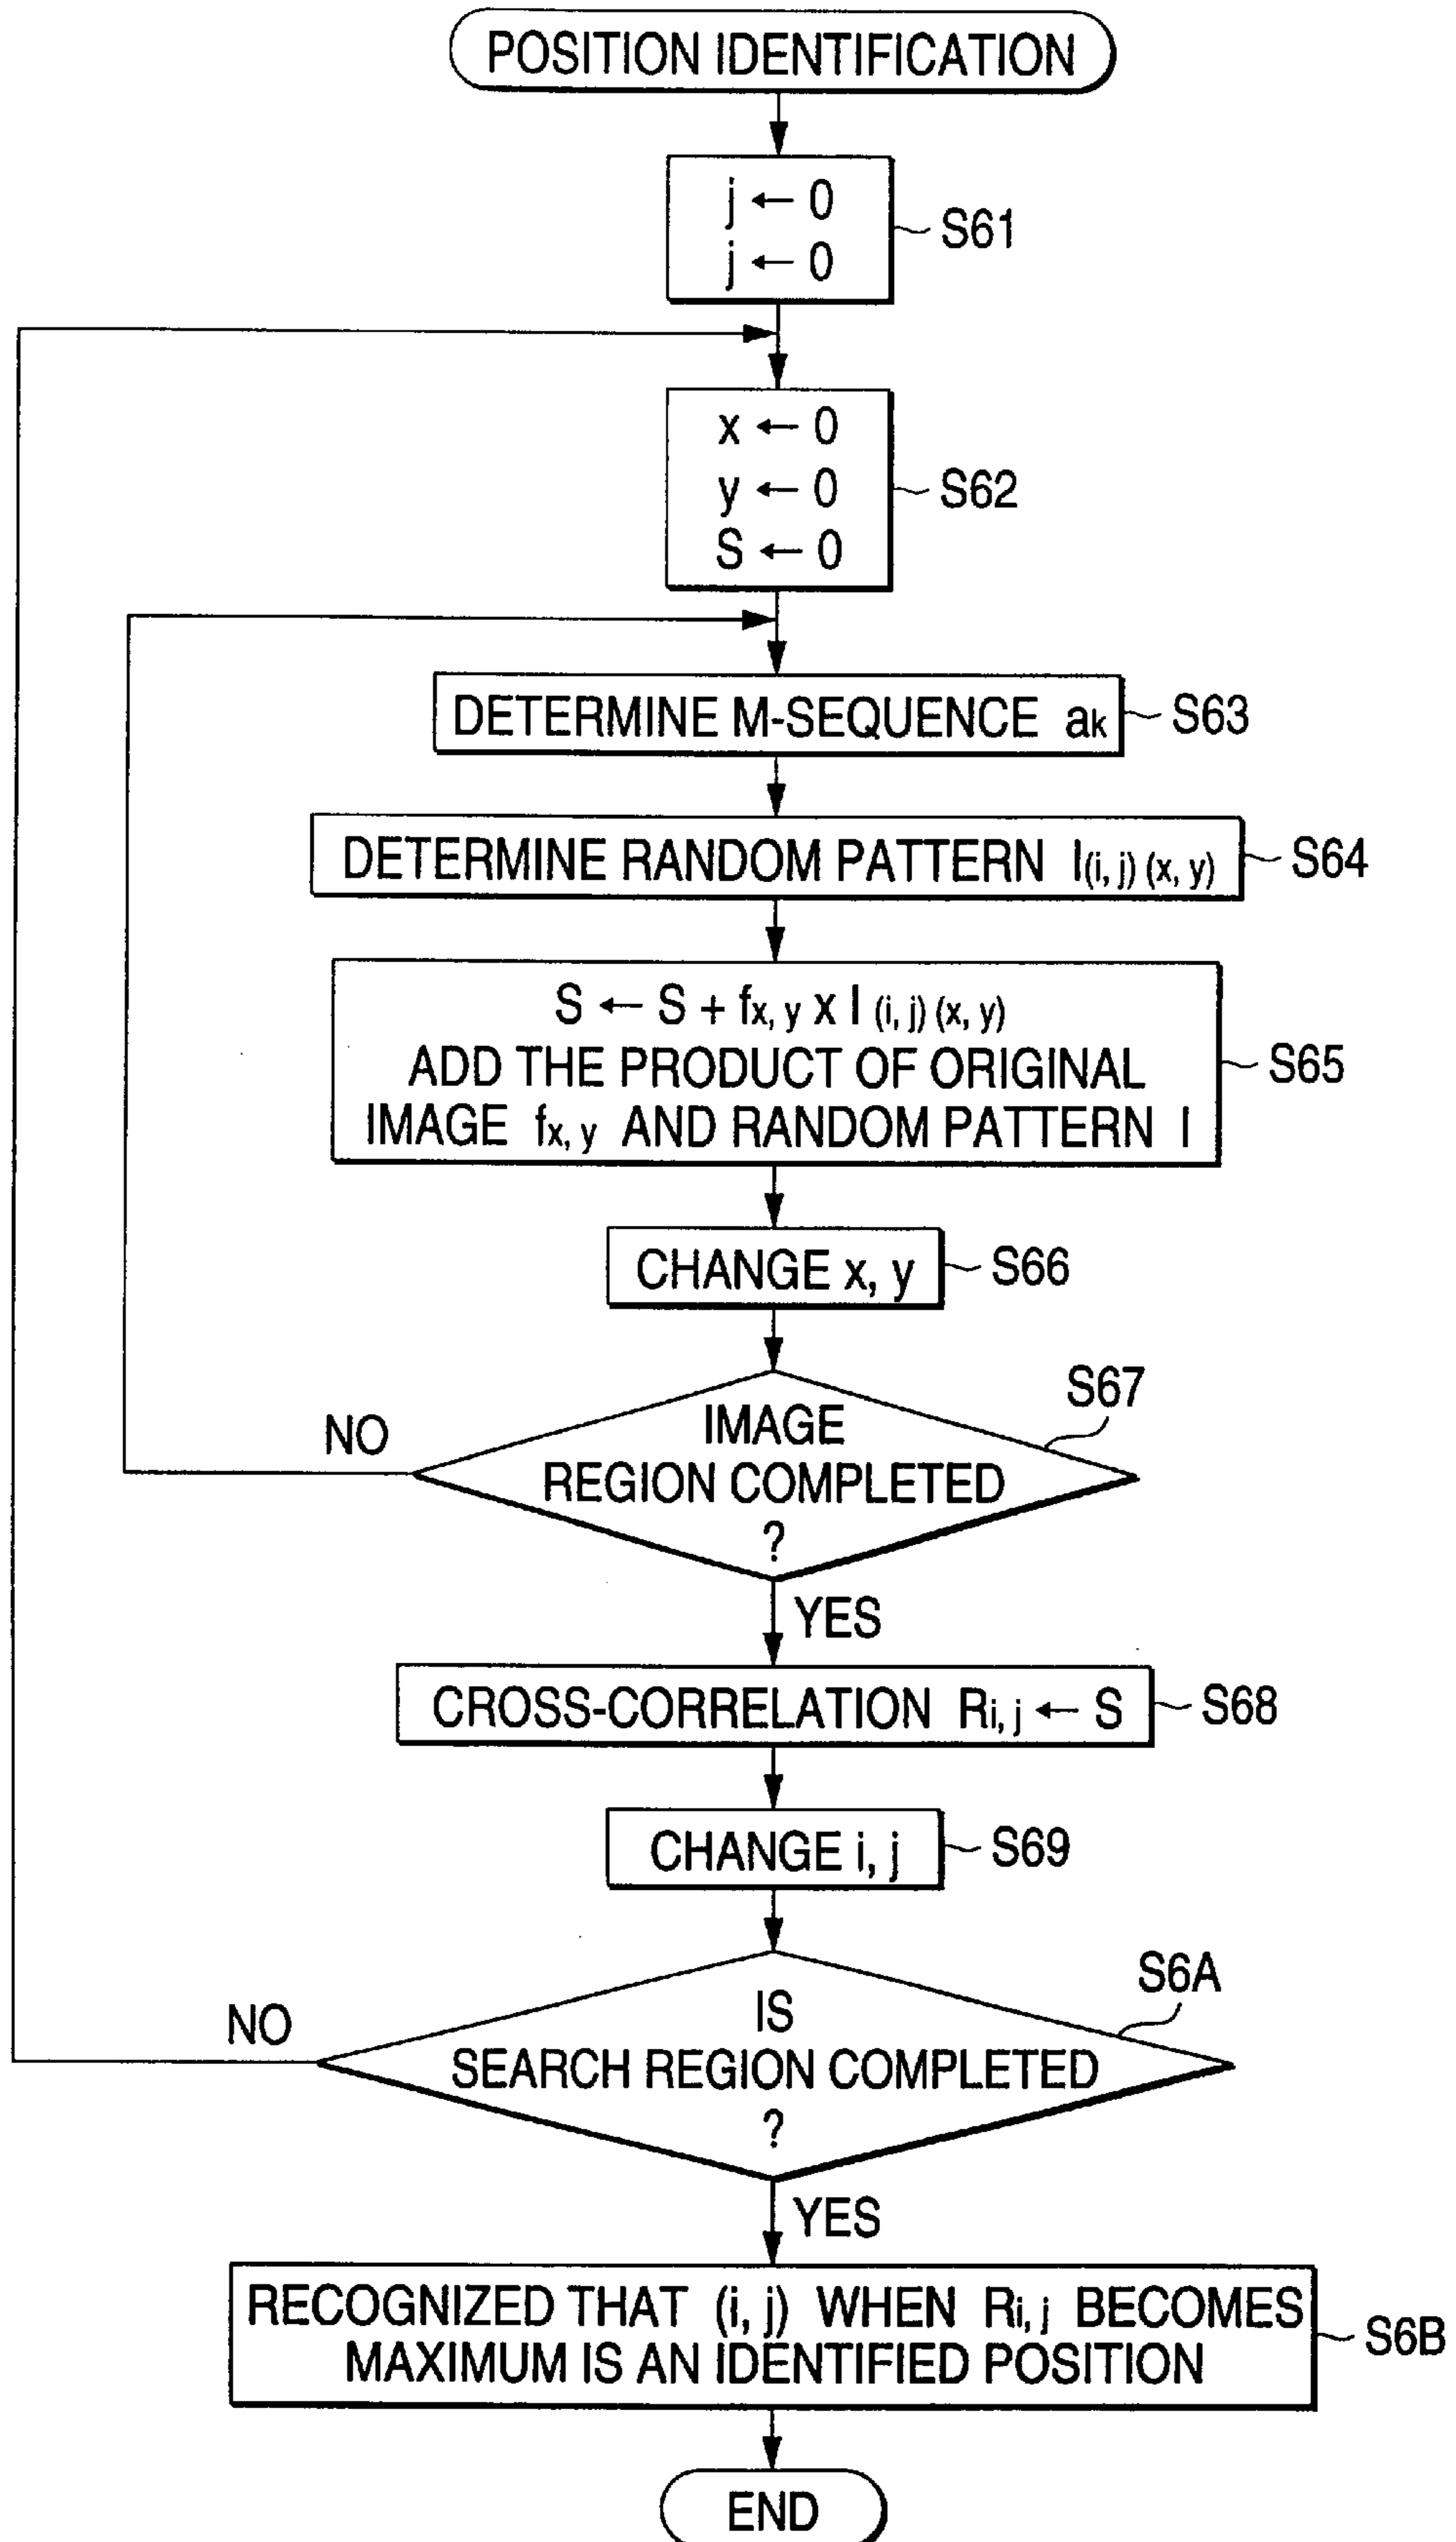 POSITION IDENTIFICATION
j ← 0
j ← 0
S61
x ← 0
y ← 0
S ← 0
S62
DETERMINE M-SEQUENCE ak
S63
DETERMINE RANDOM PATTERN I(i, j) (x, y)
S64
S ← S + fx, y x I (i, j) (x, y)
ADD THE PRODUCT OF ORIGINAL
IMAGE fx, y AND RANDOM PATTERN I
S65
CHANGE x, y
S66
S67
NO
IMAGE
REGION COMPLETED
?
YES
CROSS-CORRELATION Ri, j ← S
S68
CHANGE i, j
S69
S6A
NO
IS
SEARCH REGION COMPLETED
?
YES
RECOGNIZED THAT (i, j) WHEN Ri, j BECOMES
MAXIMUM IS AN IDENTIFIED POSITION
S6B
END